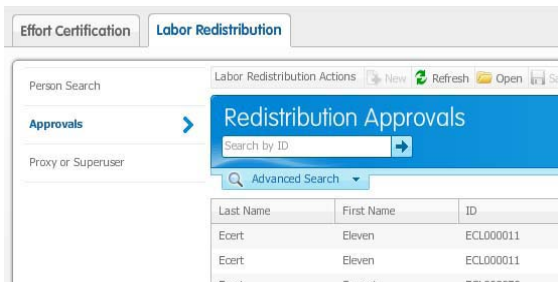 Effort Certification Labor Redistribution
Person Search
Approvals
Proxy or Superuser
Labor Redistribution Actions New Refresh Open
Redistribution Approvals
Search by ID
Advanced Search
Last Name First Name ID
Ecert Eleven ECL000011
Ecert Eleven ECL000011